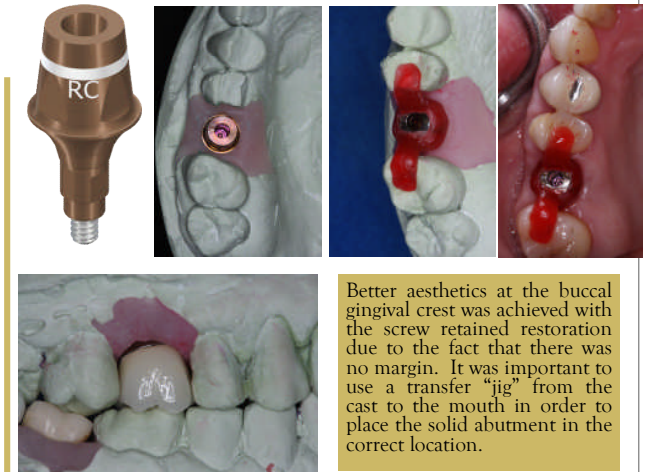 RC
Better aesthetics at the buccal
gingival crest was achieved with
the screw retained restoration
due to the fact that there was
no margin.  It was important to
use a transfer “jig” from the
cast to the mouth in order to
place the solid abutment in the
correct location.